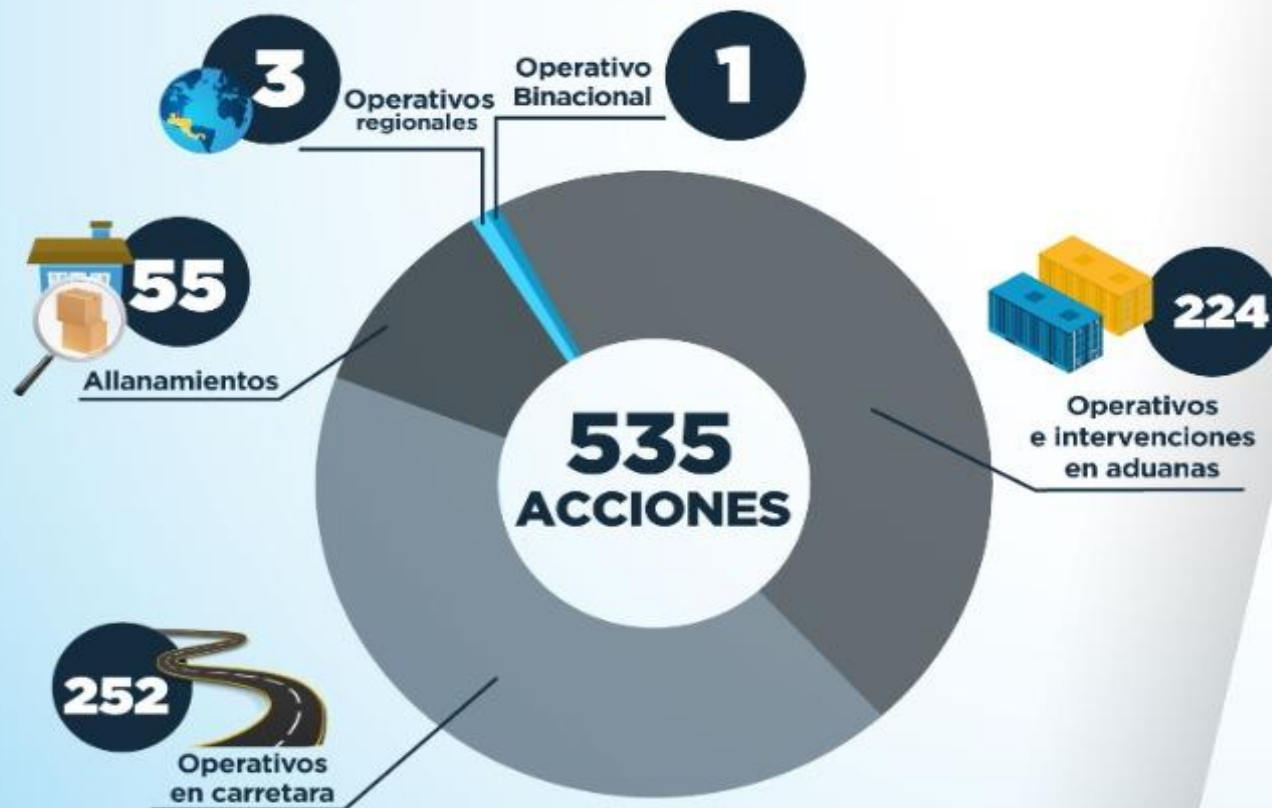 3
Operativos
regionales
Operativo
Binacional
1
55
Allanamientos
224
Operativos
e intervenciones
en aduanas
535
ACCIONES
252
Operativos
en carretara